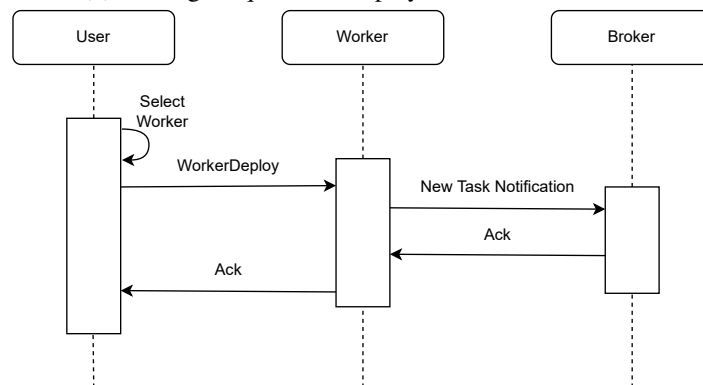 User
Worker
Broker
Select
Worker
WorkerDeploy
New Task Notification
Ack
Ack